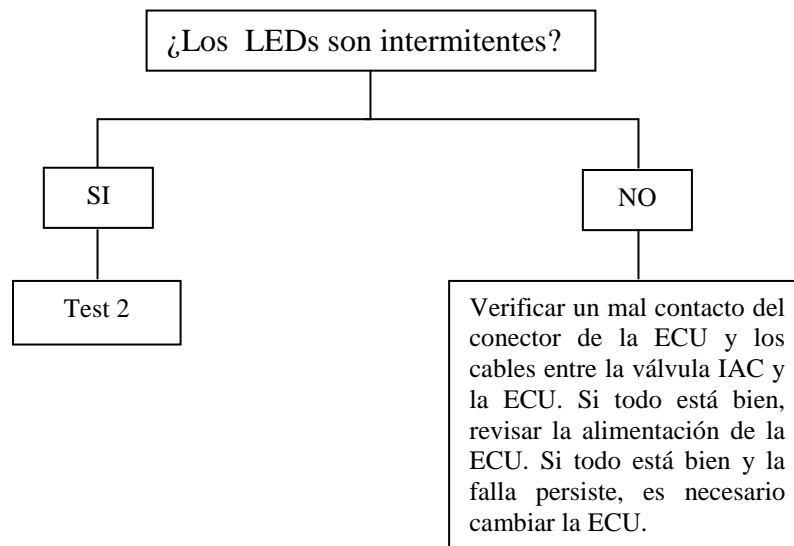 ¿Los LEDs son intermitentes?
SI
NO
Test 2
Verificar un mal contacto del
conector de la ECU y los
cables entre la válvula IAC y
la ECU. Si todo está bien,
revisar la alimentación de la
ECU. Si todo está bien y la
falla persiste, es necesario
cambiar la ECU.